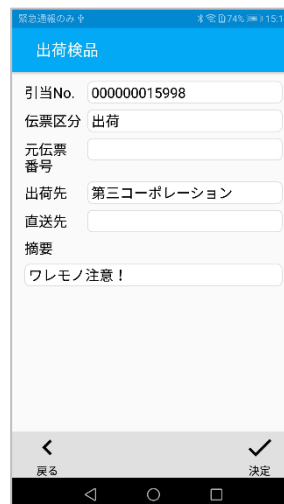 緊急通報のみ 74% 15:1
出荷検品
引当No. 000000015998
伝票区分 出荷
元伝票
番号
出荷先 第三コーポレーション
直送先
摘要
ワレモノ注意！
戻る 決定